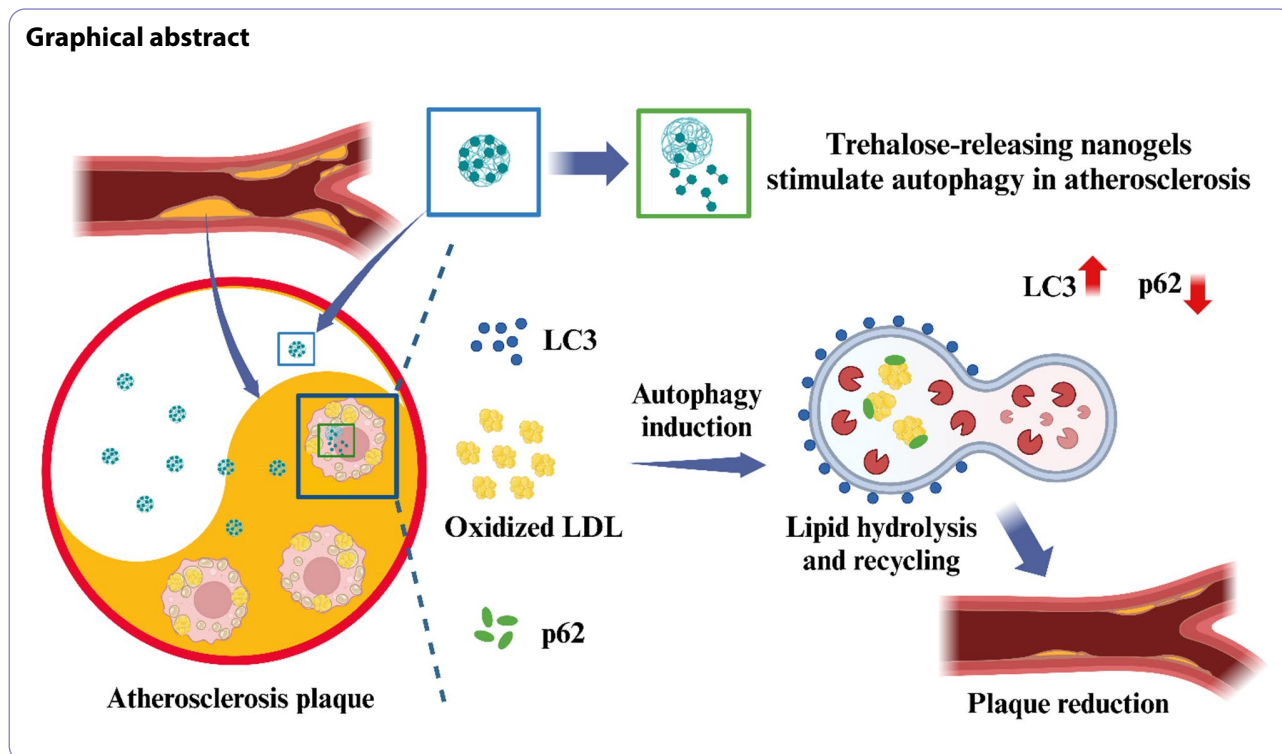 Graphical abstract
Trehalose-releasing nanogels
stimulate autophagy in atherosclerosis
LC3
p62
LC3
Autophagy
induction
Oxidized LDL
Lipid hydrolysis
and recycling
p62
Atherosclerosis plaque
Plaque reduction